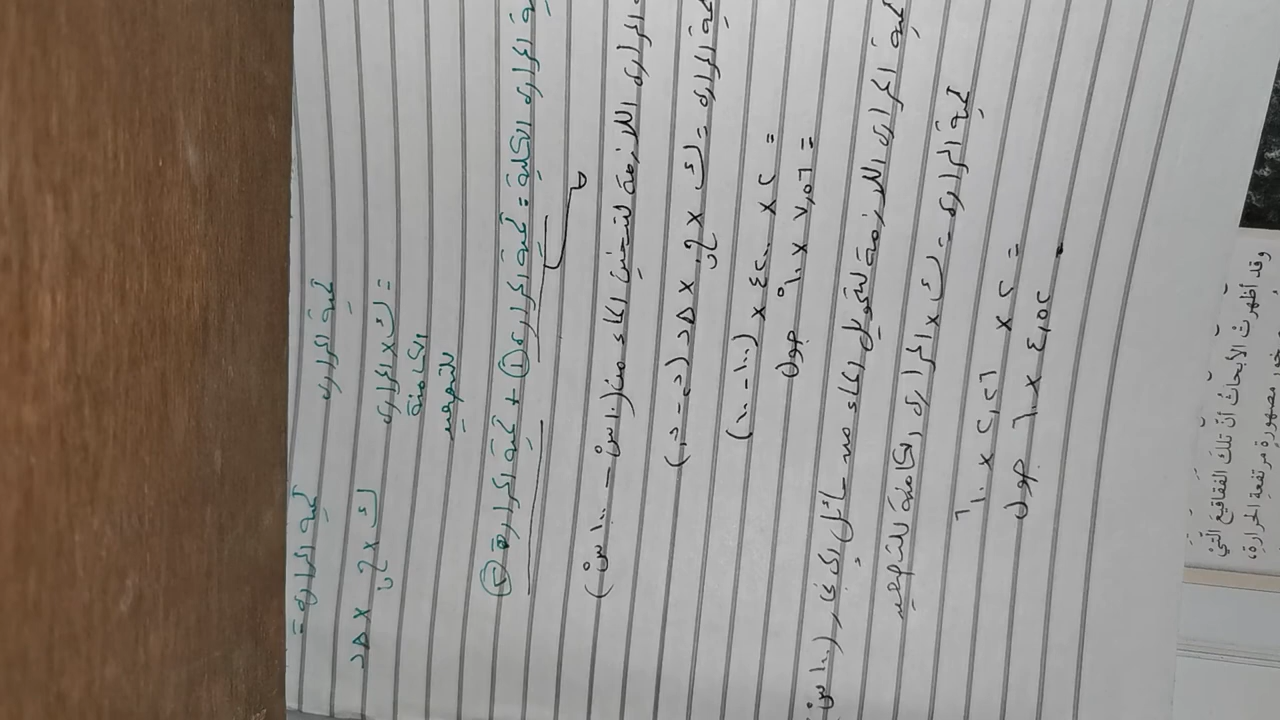 كمية الحرارة = كمية الحرارة
ك × حن × Δد = ك × الحرارة
الكامنة
للتصعيد
كمية الحرارة الكلية = كمية الحرارة ① + كمية الحرارة ②
الحرارة اللازمة لتسخين الماء من (١٠ س° - ١٠٠ س°)
كمية الحرارة = ك × حن × Δد (د٢ - د١)
= ٢ × ٤٢٠٠ × (١٠٠ - ١٠)
= ٧,٥٦ × ١٠ ٥ جول
كمية الحرارة اللازمة لتحويل الماء من سائل إلى بخار (١٠٠ س°
كمية الحرارة = ك × الحرارة الكامنة للتصعيد
= ٢ × ٢,٢٦ × ١٠ ٦
٤,٥٢ × ١٠ ٦ جول
وقد أظهرت الأبحاث أن تلك الفقاقيع التي
مصهورة مرتفعة الحرارة،